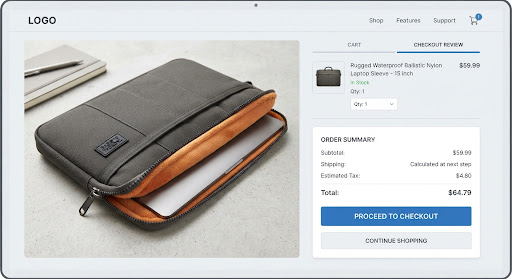 LOGO
Shop Features Support 1
CART CHECKOUT REVIEW
Rugged Waterproof Ballistic Nylon $59.99
Laptop Sleeve - 15 inch
In Stock
Qty: 1
Qty: 1
ORDER SUMMARY
Subtotal: $59.99
Shipping: Calculated at next step
Estimated Tax: $4.80
Total: $64.79
PROCEED TO CHECKOUT
CONTINUE SHOPPING